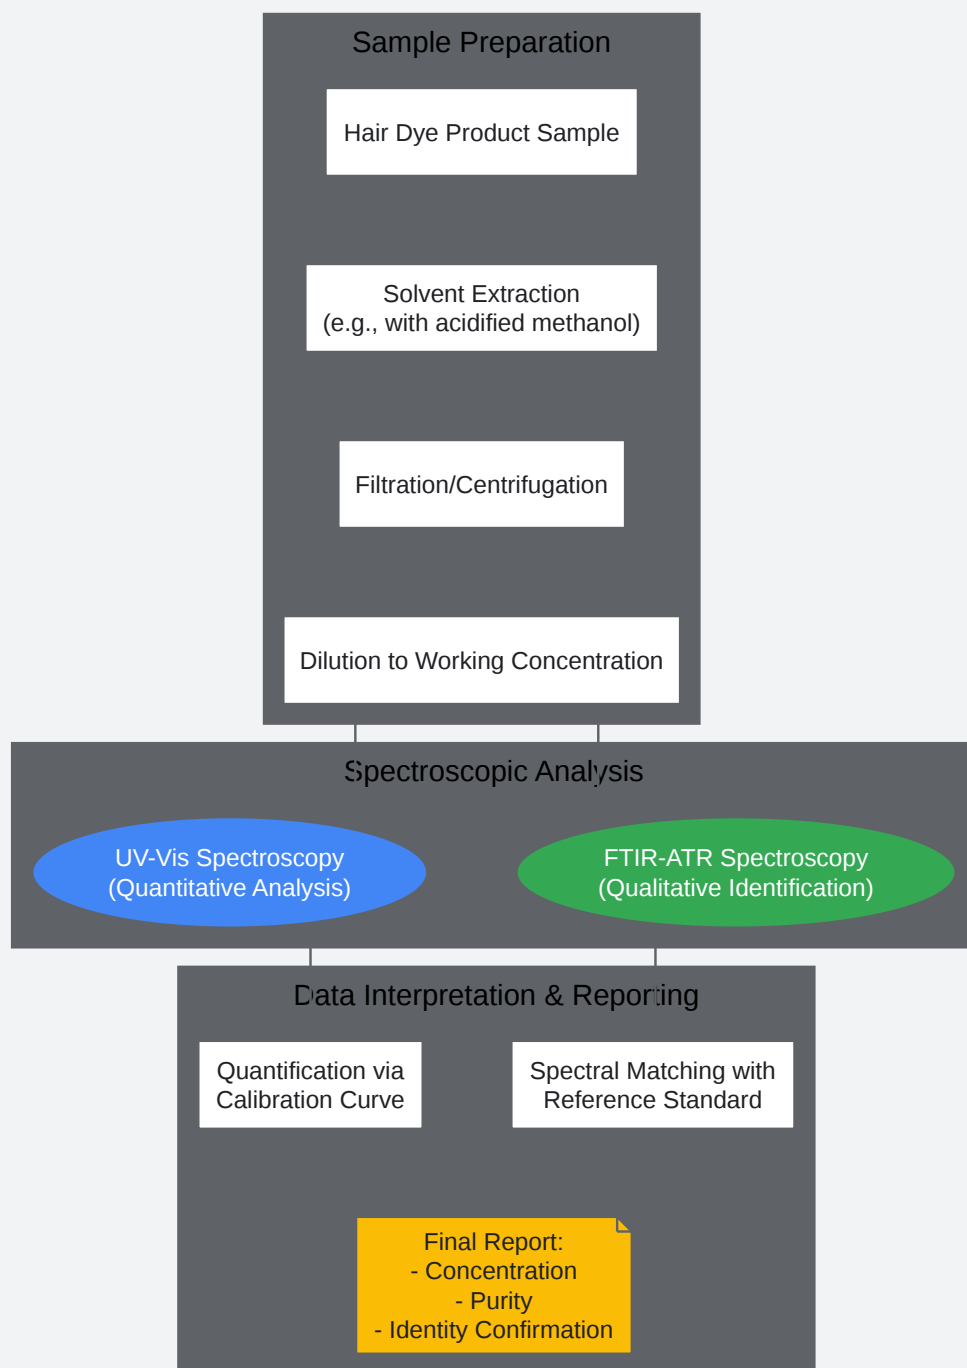 Sample Preparation
Hair Dye Product Sample
Solvent Extraction
(e.g., with acidified methanol)
Filtration/Centrifugation
Dilution to Working Concentration
Spectroscopic Analysis
UV-Vis Spectroscopy
(Quantitative Analysis)
FTIR-ATR Spectroscopy
(Qualitative Identification)
Data Interpretation & Reporting
Quantification via
Calibration Curve
Spectral Matching with
Reference Standard
Final Report:
- Concentration
- Purity
- Identity Confirmation